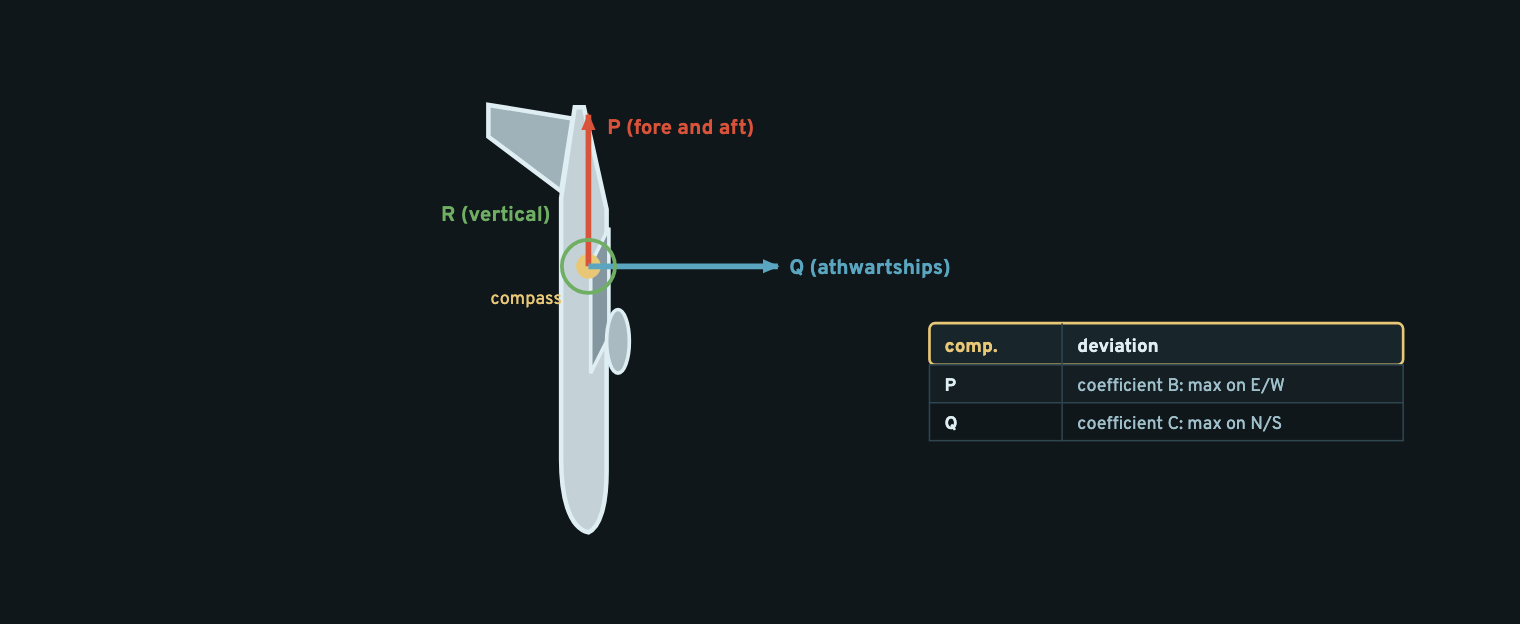 P (fore and aft)
R (vertical)
Q (athwartships)
compass
comp. deviation
P coefficient B: max on E/W
Q coefficient C: max on N/S